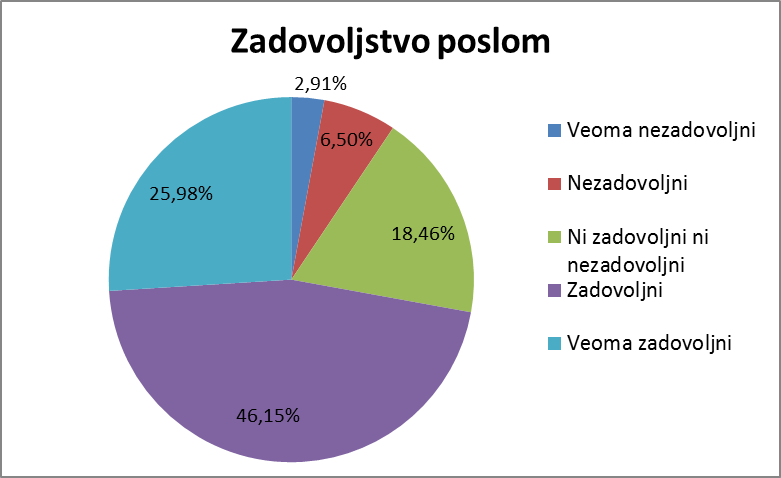 Zadovoljstvo poslom
2,91%
6,50%
18,46%
46,15%
25,98%
Veoma nezadovoljni
Nezadovoljni
Ni zadovoljni ni
nezadovoljni
Zadovoljni
Veoma zadovoljni